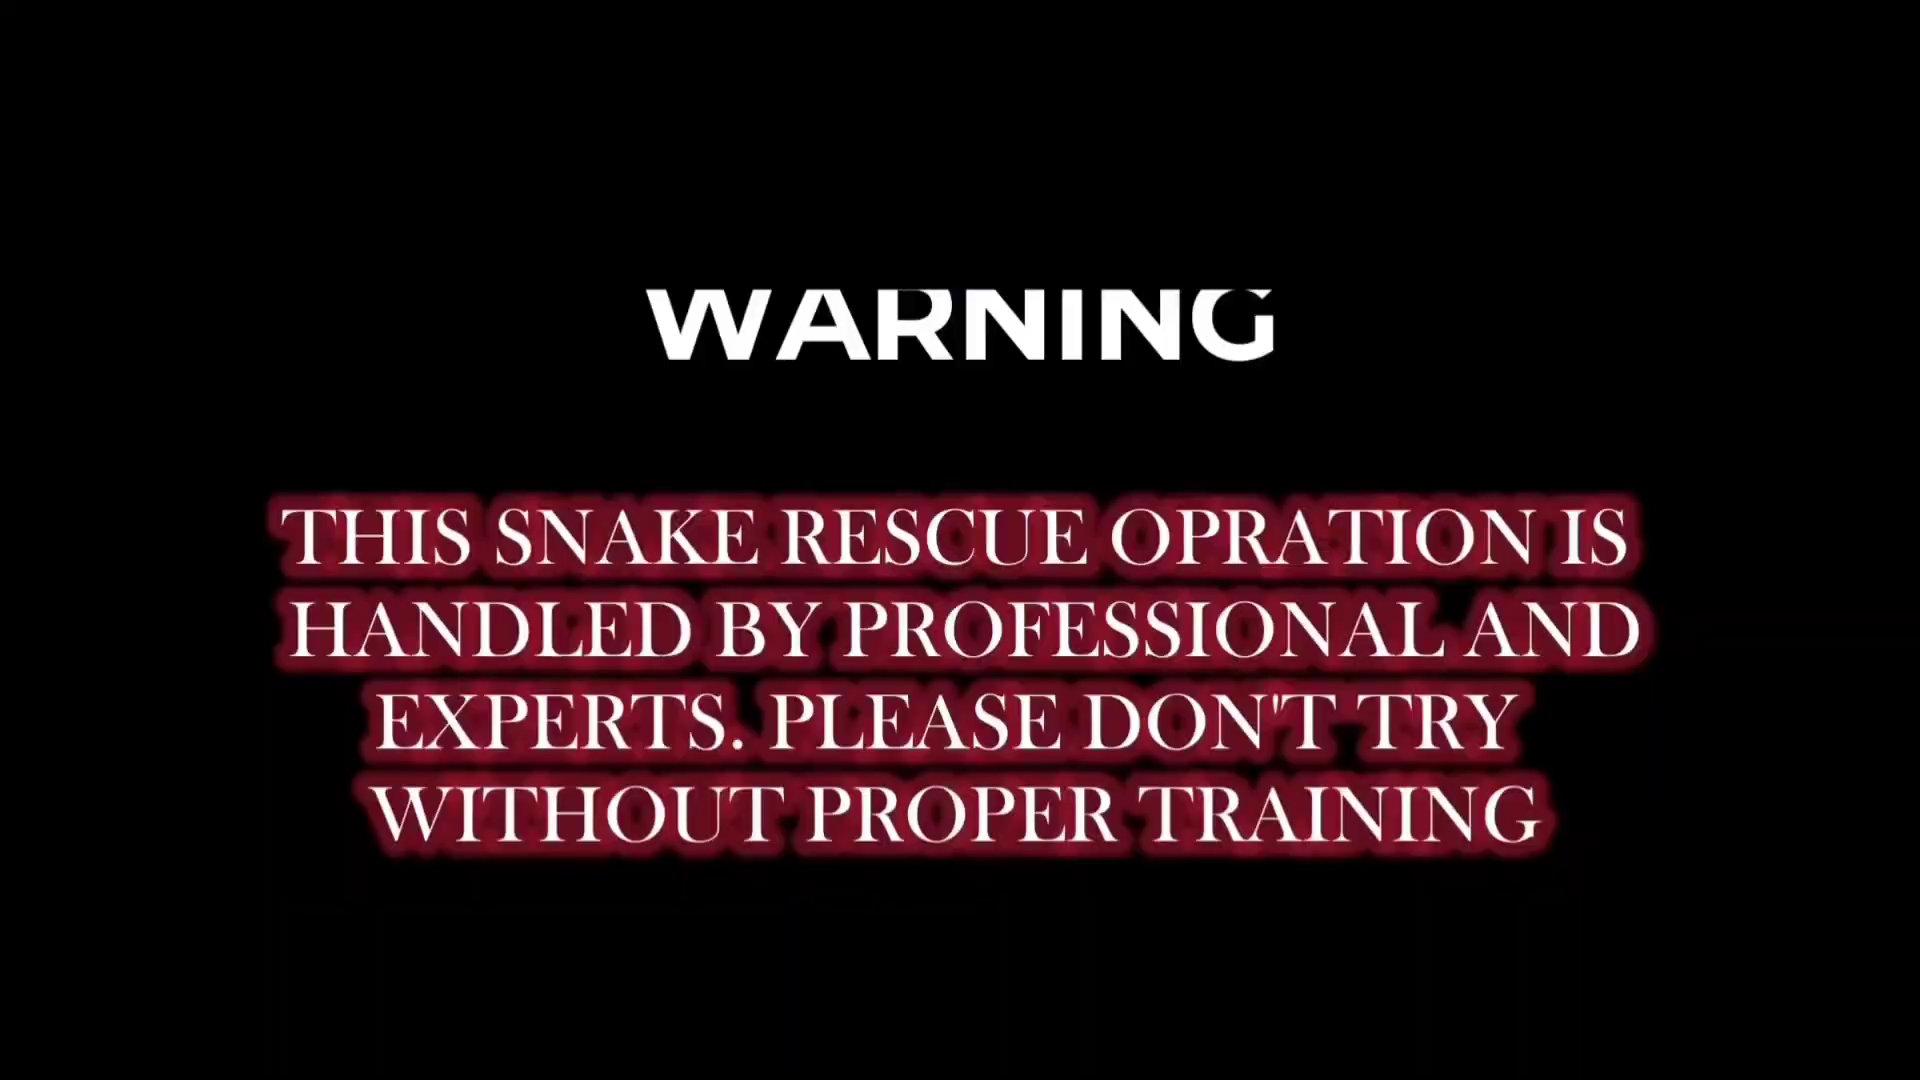 WARNING
THIS SNAKE RESCUE OPRATION IS
HANDLED BY PROFESSIONAL AND
EXPERTS. PLEASE DON'T TRY
WITHOUT PROPER TRAINING